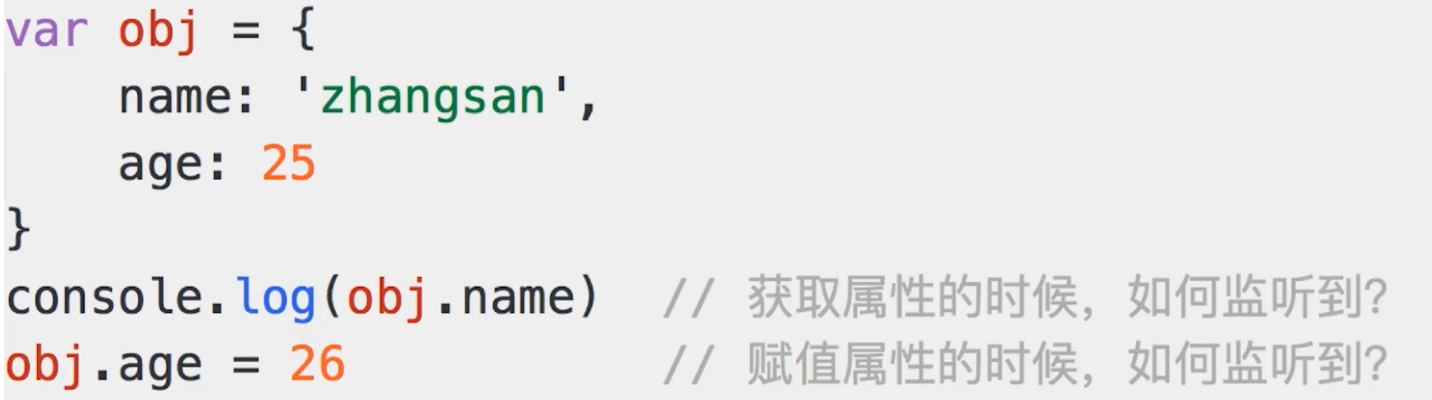 var obj = {
    name: 'zhangsan',
    age: 25
}
console.log(obj.name)  // 获取属性的时候，如何监听到?
obj.age = 26           // 赋值属性的时候，如何监听到?